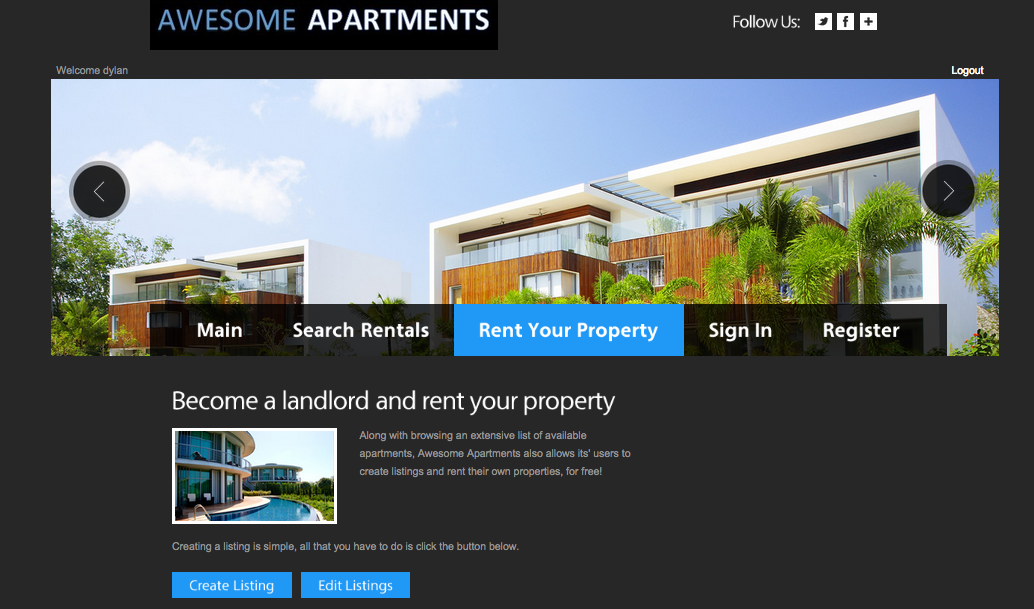 AWESOME APARTMENTS
Follow Us:
Welcome dylan
Logout
Main Search Rentals Rent Your Property Sign In Register
Become a landlord and rent your property
Along with browsing an extensive list of available
apartments, Awesome Apartments also allows its' users to
create listings and rent their own properties, for free!
Creating a listing is simple, all that you have to do is click the button below.
Create Listing Edit Listings